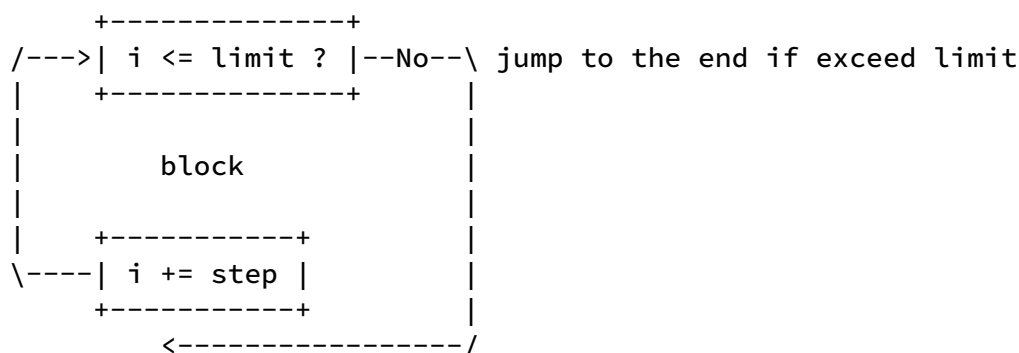 +--------------+
/--->| i <= limit ? |--No--\ jump to the end if exceed limit
|    +--------------+      |
|                          |
|       block              |
|                          |
|    +-----------+         |
\----| i += step |         |
+-----------+         |
<-----------------/